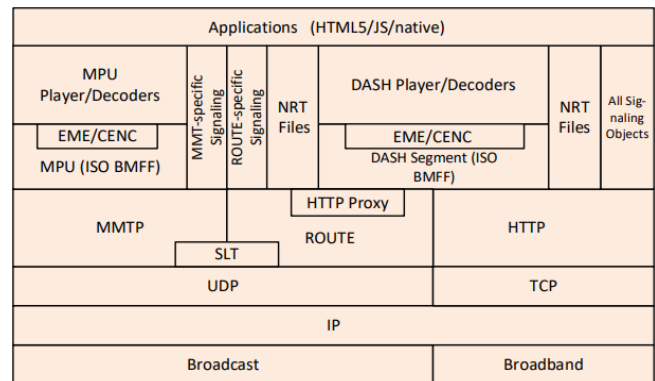 Applications (HTML5/JS/native)
MPU
Player/Decoders
MMT-specific
Signaling
ROUTE-specific
Signaling
NRT
Files
DASH Player/Decoders
NRT
Files
All Sig-
naling
Objects
EME/CENC
EME/CENC
MPU (ISO BMFF)
DASH Segment (ISO
BMFF)
MMTP
HTTP Proxy
ROUTE
HTTP
SLT
UDP
TCP
IP
Broadcast
Broadband